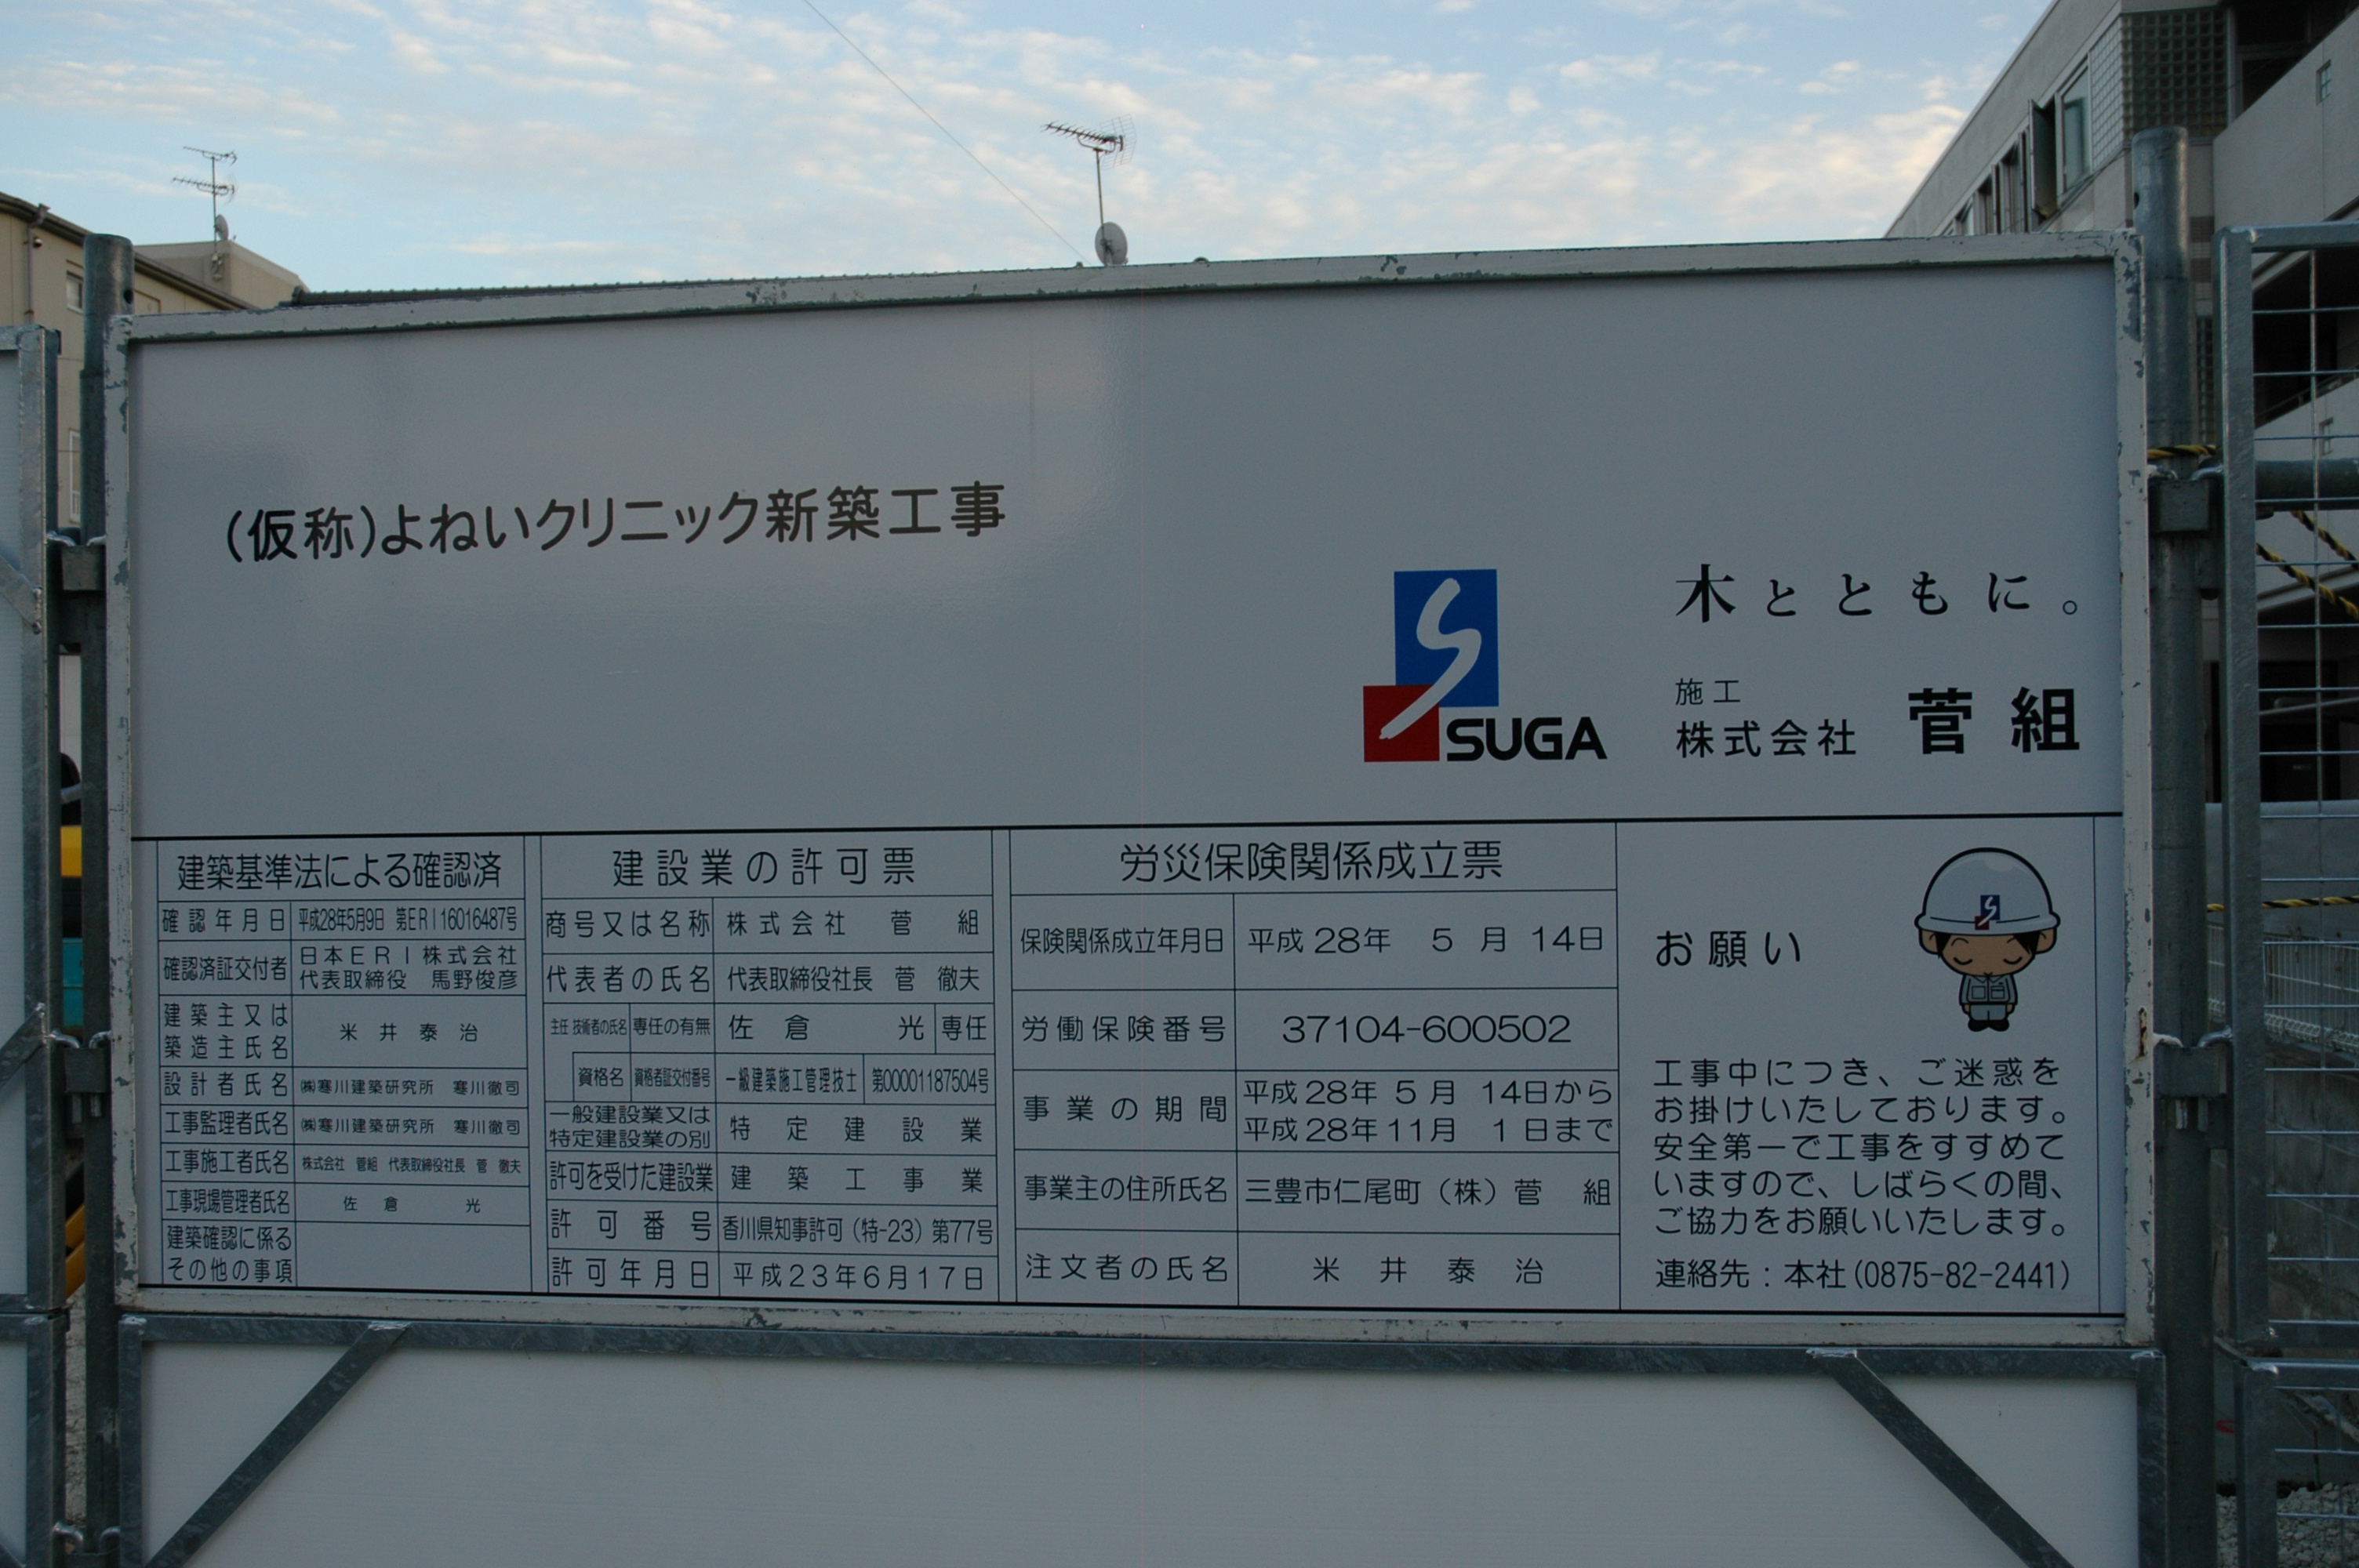 (仮称)よねいクリニック新築工事
木とともに。
SUGA
施工
株式会社 菅組
建築基準法による確認済
確認年月日 平成28年5月9日 第ERI16016487号
確認済証交付者 日本ERI株式会社
代表取締役 馬野俊彦
建築主又は
築造主氏名 米井泰治
設計者氏名 ㈱寒川建築研究所 寒川徹司
工事監理者氏名 ㈱寒川建築研究所 寒川徹司
工事施工者氏名 株式会社 菅組 代表取締役社長 菅 徹夫
工事現場管理者氏名 佐倉 光
建築確認に係る
その他の事項
建設業の許可票
商号又は名称 株式会社 菅組
代表者の氏名 代表取締役社長 菅 徹夫
主任技術者の氏名 専任の有無 佐倉 光 専任
資格名 資格者証交付番号 一級建築施工管理技士 第00001187504号
一般建設業又は
特定建設業の別 特定建設業
許可を受けた建設業 建築工事業
許可番号 香川県知事許可(特-23)第77号
許可年月日 平成23年6月17日
労災保険関係成立票
保険関係成立年月日 平成28年 5月14日
労働保険番号 37104-600502
事業の期間 平成28年 5月 14日から
平成28年11月 1日まで
事業主の住所氏名 三豊市仁尾町(株)菅 組
注文者の氏名 米井泰治
お願い
工事中につき、ご迷惑を
お掛けいたしております。
安全第一で工事をすすめて
いますので、しばらくの間、
ご協力をお願いいたします。
連絡先:本社(0875-82-2441)